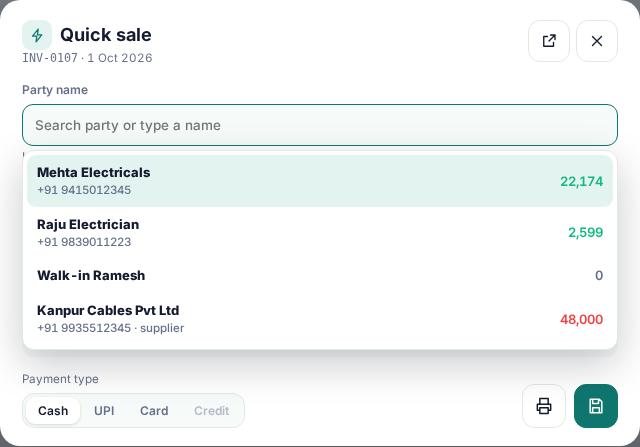 Quick sale
INV-0107 · 1 Oct 2026
Party name
Search party or type a name
Mehta Electricals
+91 9415012345
22,174
Raju Electrician
+91 9839011223
2,599
Walk-in Ramesh
0
Kanpur Cables Pvt Ltd
+91 9935512345 · supplier
48,000
Payment type
Cash UPI Card Credit